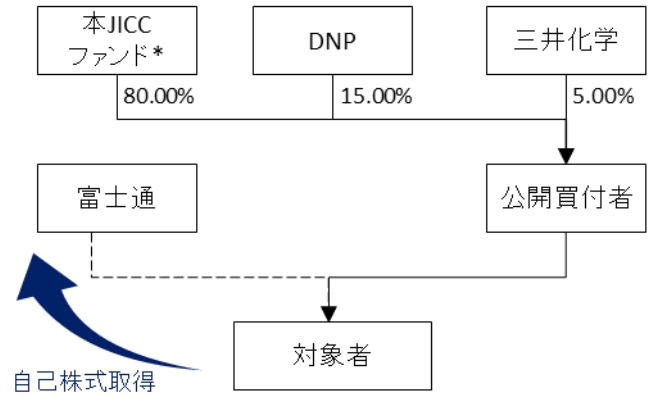 本JICC
ファンド*
DNP
三井化学
80.00%
15.00%
5.00%
富士通
公開買付者
対象者
自己株式取得